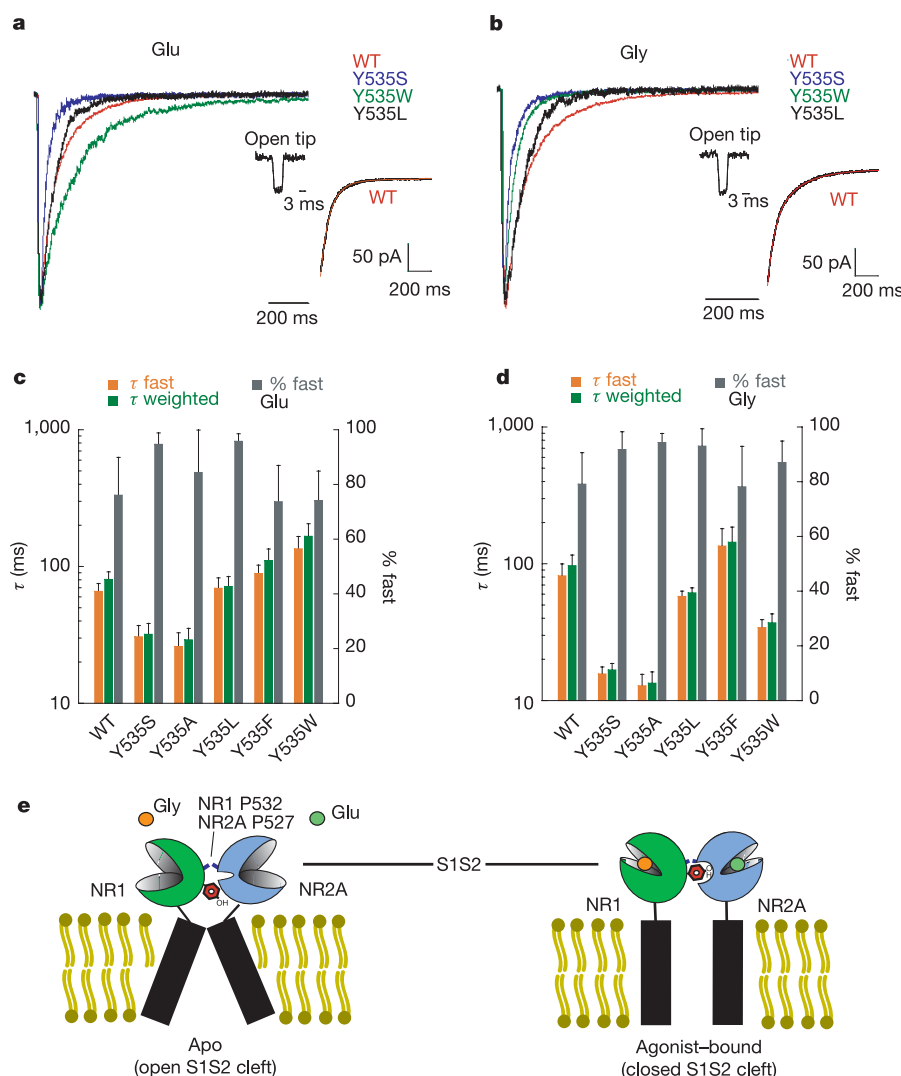 a
Glu
WT
Y535S
Y535W
Y535L
Open tip
3 ms
WT
50 pA
200 ms
200 ms
b
Gly
WT
Y535S
Y535W
Y535L
Open tip
3 ms
WT
50 pA
200 ms
200 ms
c
τ fast
τ weighted
% fast
Glu
1,000
100
10
τ (ms)
100
80
60
40
20
0
% fast
WT
Y535S
Y535A
Y535L
Y535F
Y535W
d
τ fast
τ weighted
% fast
Gly
1,000
100
10
τ (ms)
100
80
60
40
20
0
% fast
WT
Y535S
Y535A
Y535L
Y535F
Y535W
e
Gly
NR1 P532
NR2A P527
Glu
S1S2
NR1
OH
NR2A
Apo
(open S1S2 cleft)
NR1
OH
NR2A
Agonist–bound
(closed S1S2 cleft)